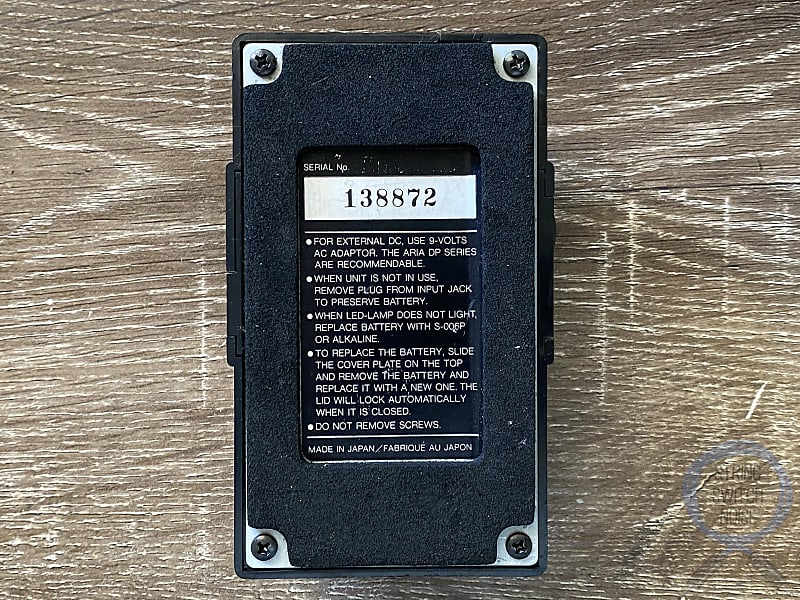 SERIAL No.
138872
● FOR EXTERNAL DC, USE 9-VOLTS
AC ADAPTOR. THE ARIA DP SERIES
ARE RECOMMENDABLE.
● WHEN UNIT IS NOT IN USE,
REMOVE PLUG FROM INPUT JACK
TO PRESERVE BATTERY.
● WHEN LED-LAMP DOES NOT LIGHT,
REPLACE BATTERY WITH S-006P
OR ALKALINE.
● TO REPLACE THE BATTERY, SLIDE
THE COVER PLATE ON THE TOP
AND REMOVE THE BATTERY AND
REPLACE IT WITH A NEW ONE. THE
LID WILL LOCK AUTOMATICALLY
WHEN IT IS CLOSED.
● DO NOT REMOVE SCREWS.
MADE IN JAPAN/FABRIQUÉ AU JAPON
STRING
SWITCH